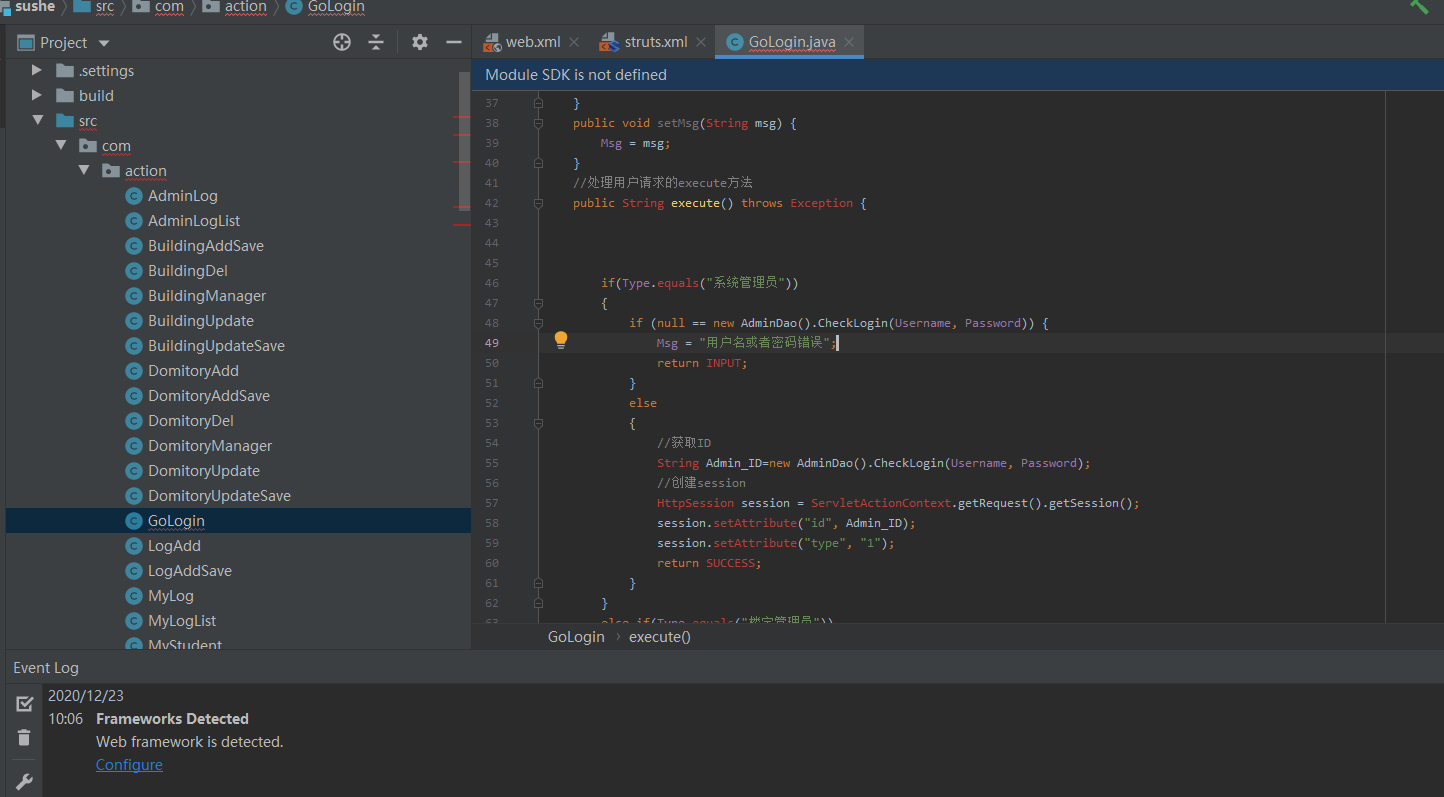 sushe src com action GoLogin
Project
web.xml struts.xml GoLogin.java
Module SDK is not defined
.settings
build
src
com
action
AdminLog
AdminLogList
BuildingAddSave
BuildingDel
BuildingManager
BuildingUpdate
BuildingUpdateSave
DomitoryAdd
DomitoryAddSave
DomitoryDel
DomitoryManager
DomitoryUpdate
DomitoryUpdateSave
GoLogin
LogAdd
LogAddSave
MyLog
MyLogList
MyStudent
37 }
38 public void setMsg(String msg) {
39 Msg = msg;
40 }
41 //处理用户请求的execute方法
42 public String execute() throws Exception {
43
44
45
46 if(Type.equals("系统管理员"))
47 {
48 if (null == new AdminDao().CheckLogin(Username, Password)) {
49 Msg = "用户名或者密码错误";
50 return INPUT;
51 }
52 else
53 {
54 //获取ID
55 String Admin_ID=new AdminDao().CheckLogin(Username, Password);
56 //创建session
57 HttpSession session = ServletActionContext.getRequest().getSession();
58 session.setAttribute("id", Admin_ID);
59 session.setAttribute("type", "1");
60 return SUCCESS;
61 }
62 }
63 else if(Type.equals("楼宇管理员"))
GoLogin execute()
Event Log
2020/12/23
10:06 Frameworks Detected
Web framework is detected.
Configure